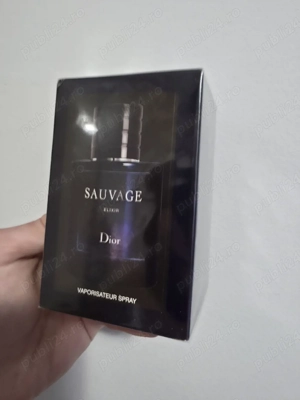 SAUVAGE
ELIXIR
Dior
VAPORISATEUR SPRAY